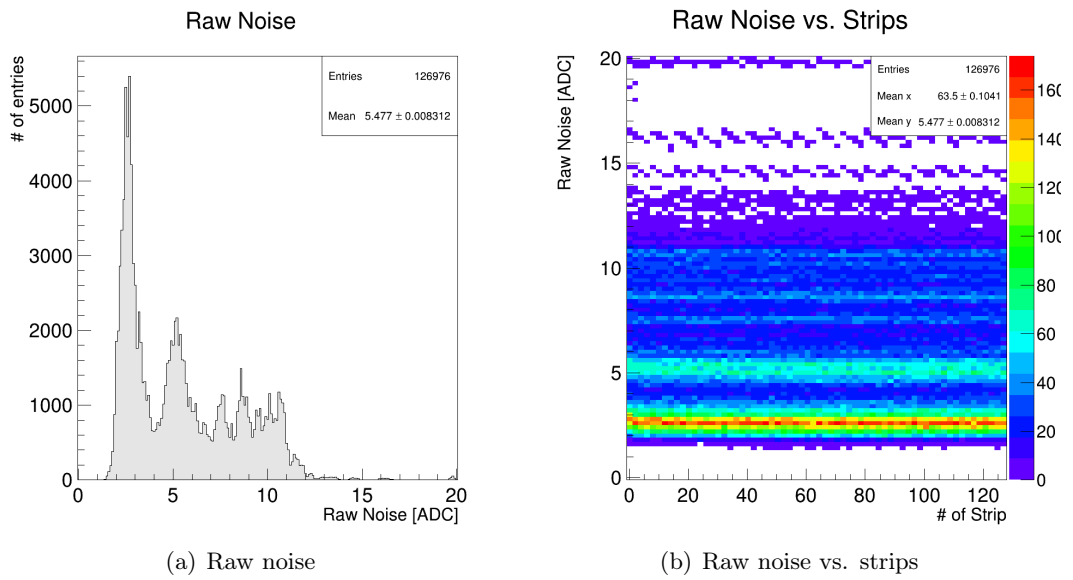 Raw Noise
# of entries
5000
4000
3000
2000
1000
0
Entries 126976
Mean 5.477 ± 0.008312
0 5 10 15 20
Raw Noise [ADC]
(a) Raw noise
Raw Noise vs. Strips
Raw Noise [ADC]
20
15
10
5
0
Entries 126976
Mean x 63.5 ± 0.1041
Mean y 5.477 ± 0.008312
0 20 40 60 80 100 120
# of Strip
160
140
120
100
80
60
40
20
0
(b) Raw noise vs. strips